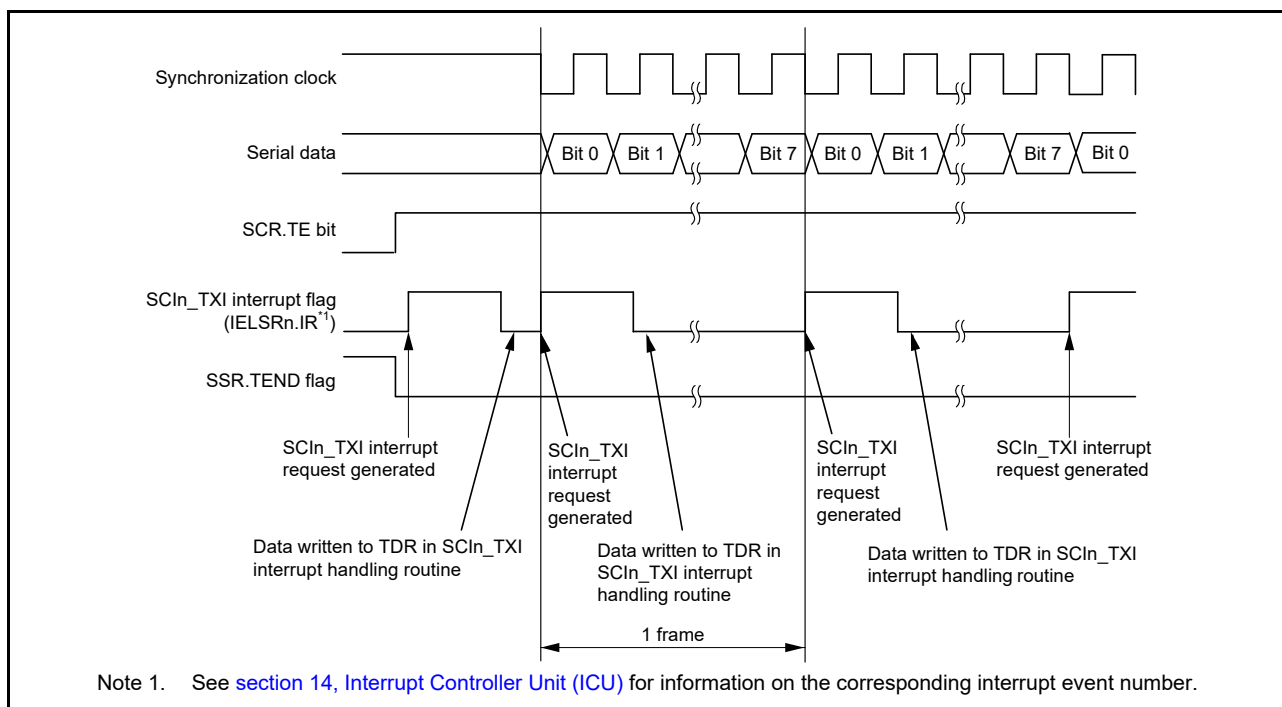 Synchronization clock
Serial data
Bit 0 Bit 1 Bit 7 Bit 0 Bit 1 Bit 7 Bit 0
SCR.TE bit
SCIn_TXI interrupt flag
(IELSRn.IR*1)
SSR.TEND flag
SCIn_TXI interrupt
request generated
SCIn_TXI
interrupt
request
generated
SCIn_TXI
interrupt
request
generated
SCIn_TXI interrupt
request generated
Data written to TDR in SCIn_TXI
interrupt handling routine
Data written to TDR in
SCIn_TXI interrupt
handling routine
Data written to TDR in SCIn_TXI
interrupt handling routine
1 frame
Note 1. See section 14, Interrupt Controller Unit (ICU) for information on the corresponding interrupt event number.